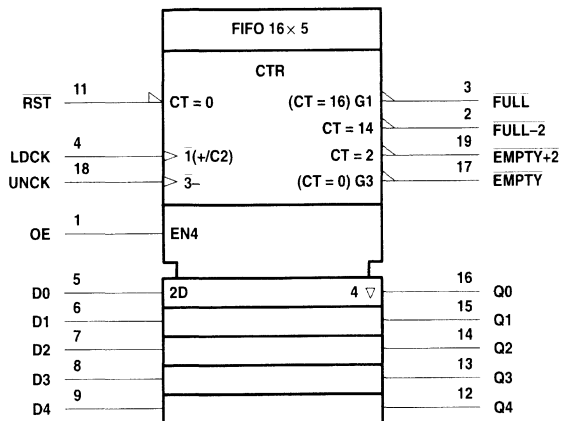 FIFO 16 × 5
CTR
11
RST
CT = 0
(CT = 16) G1
3
FULL
CT = 14
2
FULL–2
4
LDCK
1(+/C2)
CT = 2
19
EMPTY+2
18
UNCK
3–
(CT = 0) G3
17
EMPTY
1
OE
EN4
5
D0
2D
4 ▽
16
Q0
6
D1
15
Q1
7
D2
14
Q2
8
D3
13
Q3
9
D4
12
Q4